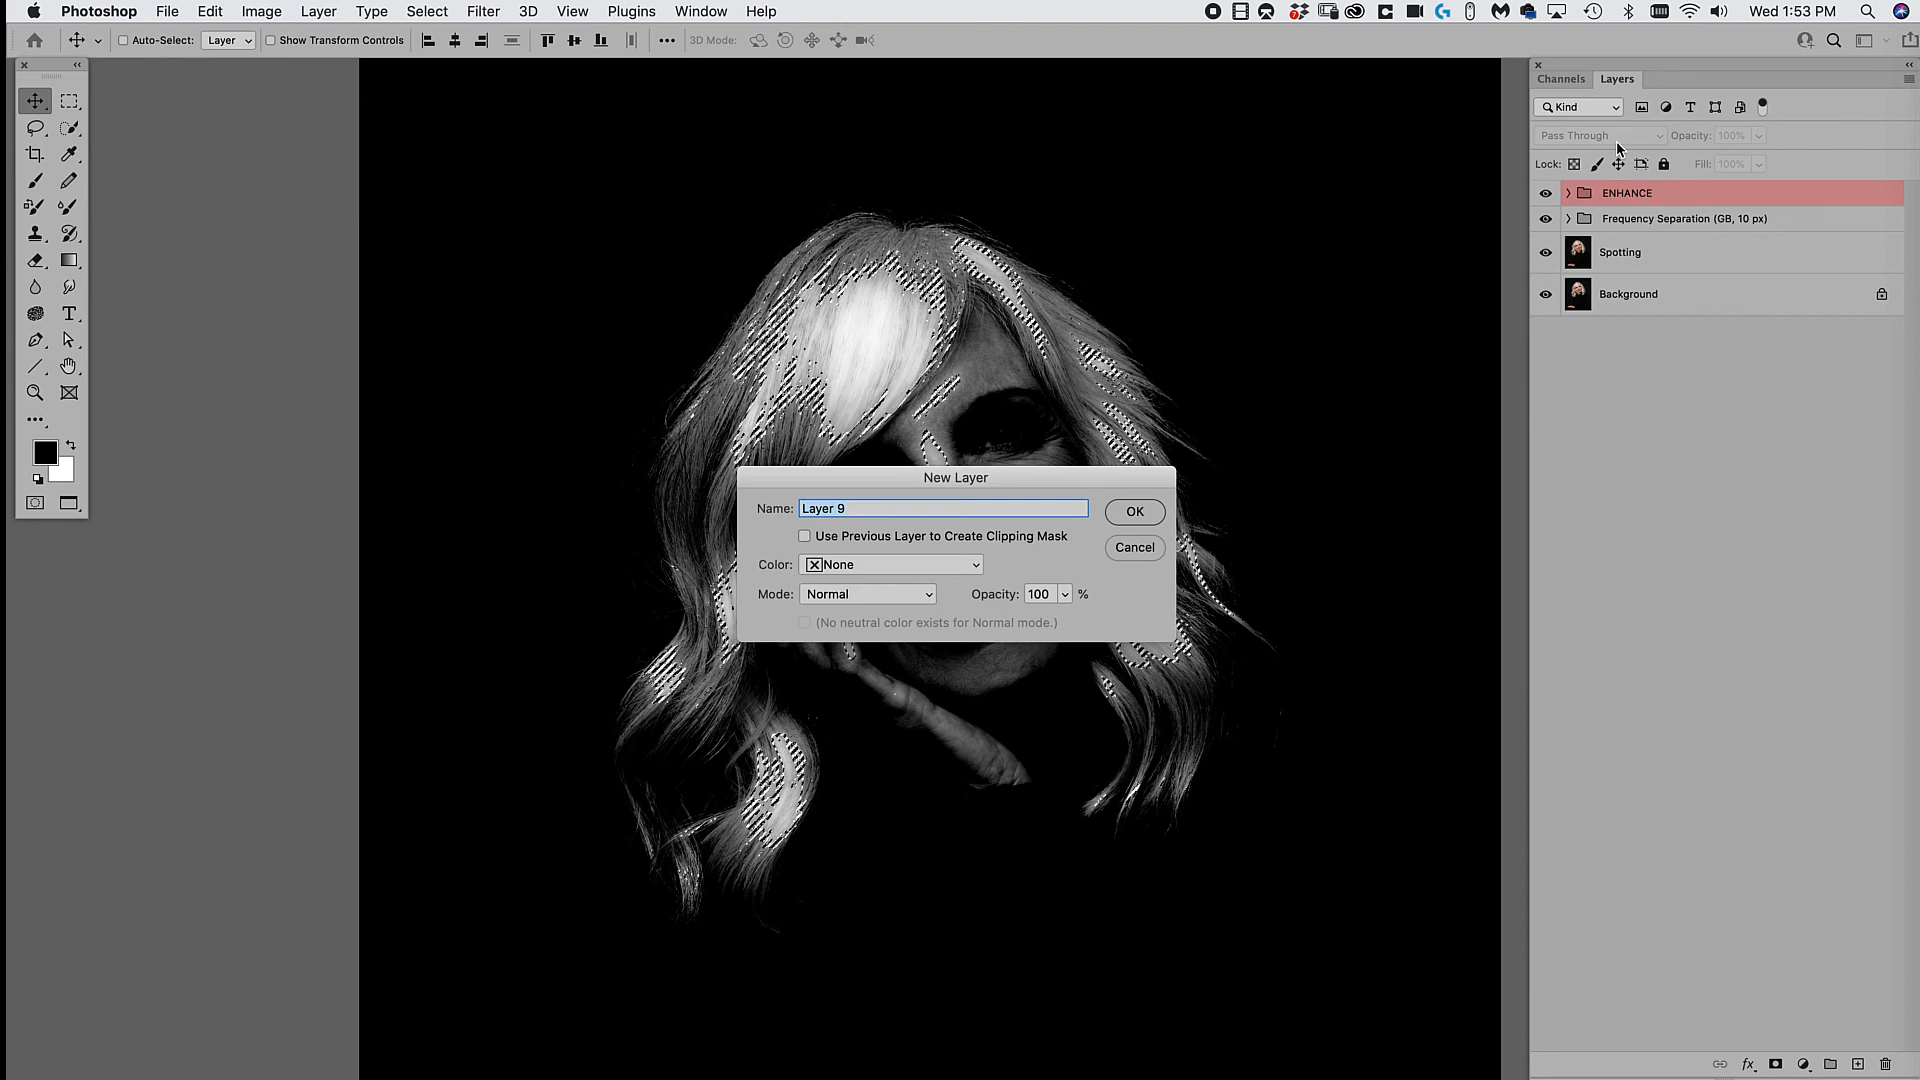 Photoshop File Edit Image Layer Type Select Filter 3D View Plugins Window Help Wed 1:53 PM
Auto-Select: Layer Show Transform Controls 3D Mode:
Channels Layers
Kind
Pass Through Opacity: 100%
Lock: Fill: 100%
ENHANCE
Frequency Separation (GB, 10 px)
Spotting
Background
New Layer
Name: Layer 9 OK
Use Previous Layer to Create Clipping Mask
Cancel
Color: None
Mode: Normal Opacity: 100 %
(No neutral color exists for Normal mode.)